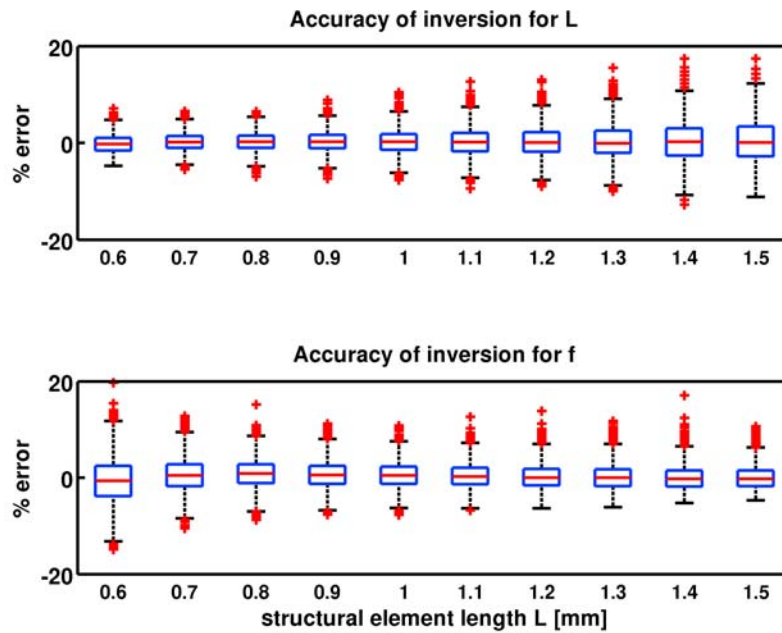 Accuracy of inversion for L
20
0
-20
% error
0.6 0.7 0.8 0.9 1 1.1 1.2 1.3 1.4 1.5
Accuracy of inversion for f
20
0
-20
% error
0.6 0.7 0.8 0.9 1 1.1 1.2 1.3 1.4 1.5
structural element length L [mm]